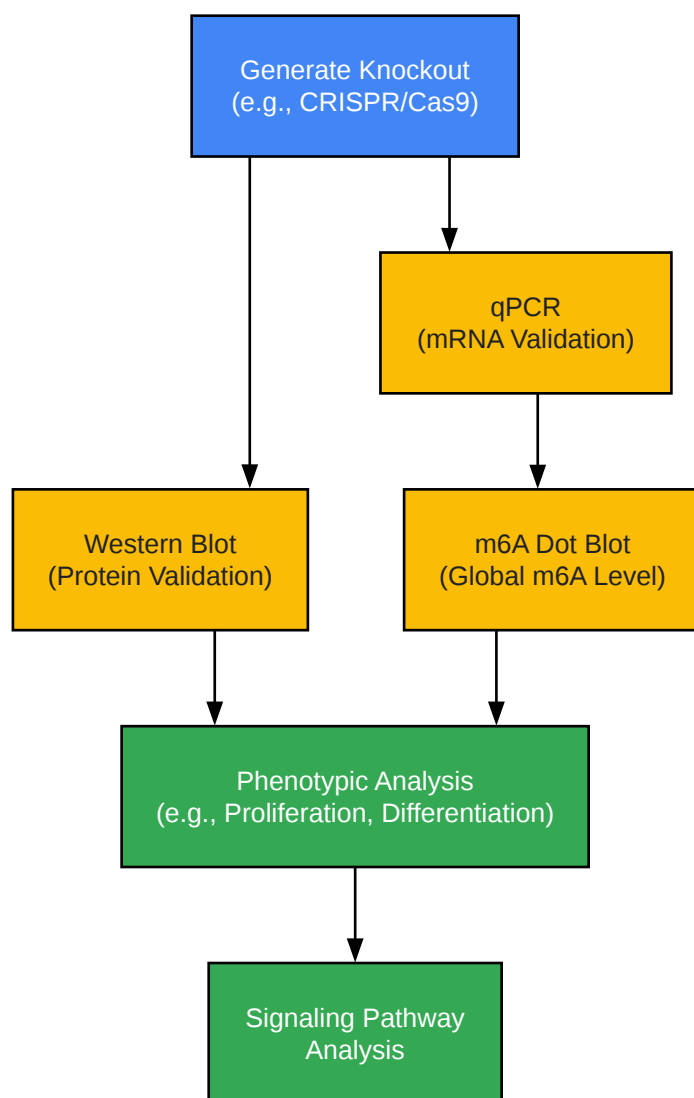 Generate Knockout
(e.g., CRISPR/Cas9)
qPCR
(mRNA Validation)
Western Blot
(Protein Validation)
m6A Dot Blot
(Global m6A Level)
Phenotypic Analysis
(e.g., Proliferation, Differentiation)
Signaling Pathway
Analysis